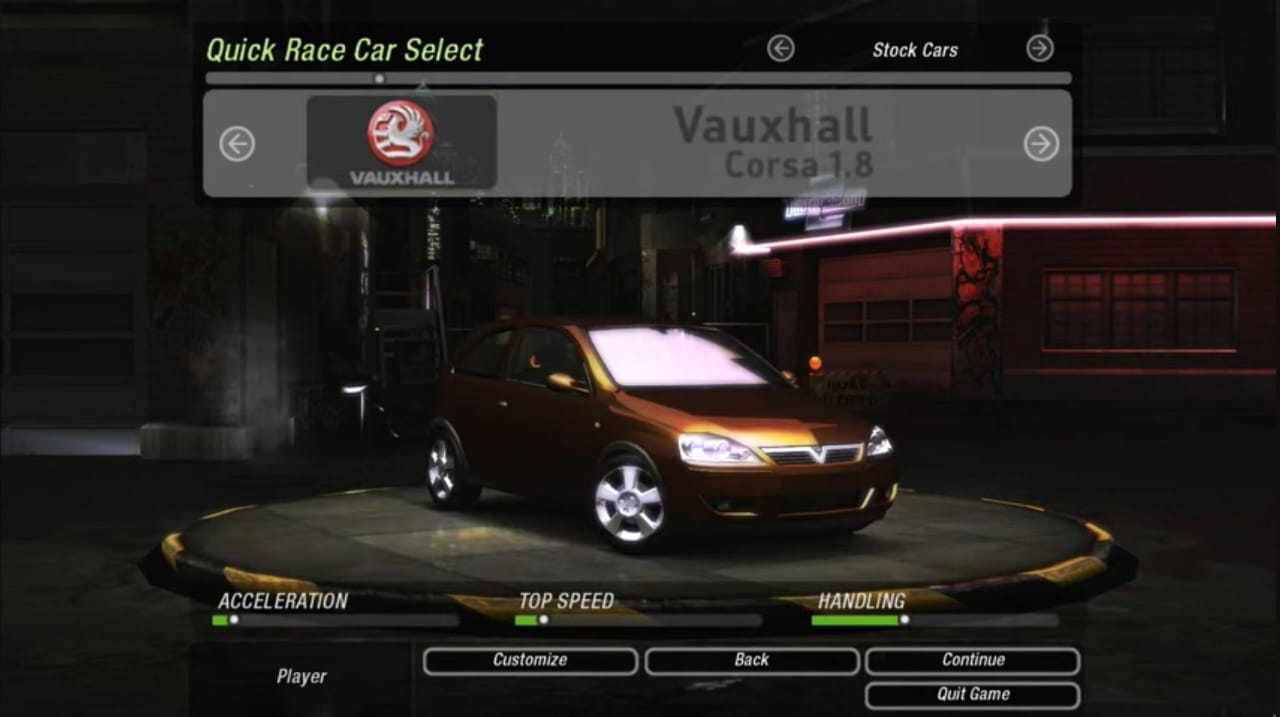 Quick Race Car Select
Stock Cars
VAUXHALL
Vauxhall
Corsa 1.8
ACCELERATION
TOP SPEED
HANDLING
Player
Customize
Back
Continue
Quit Game